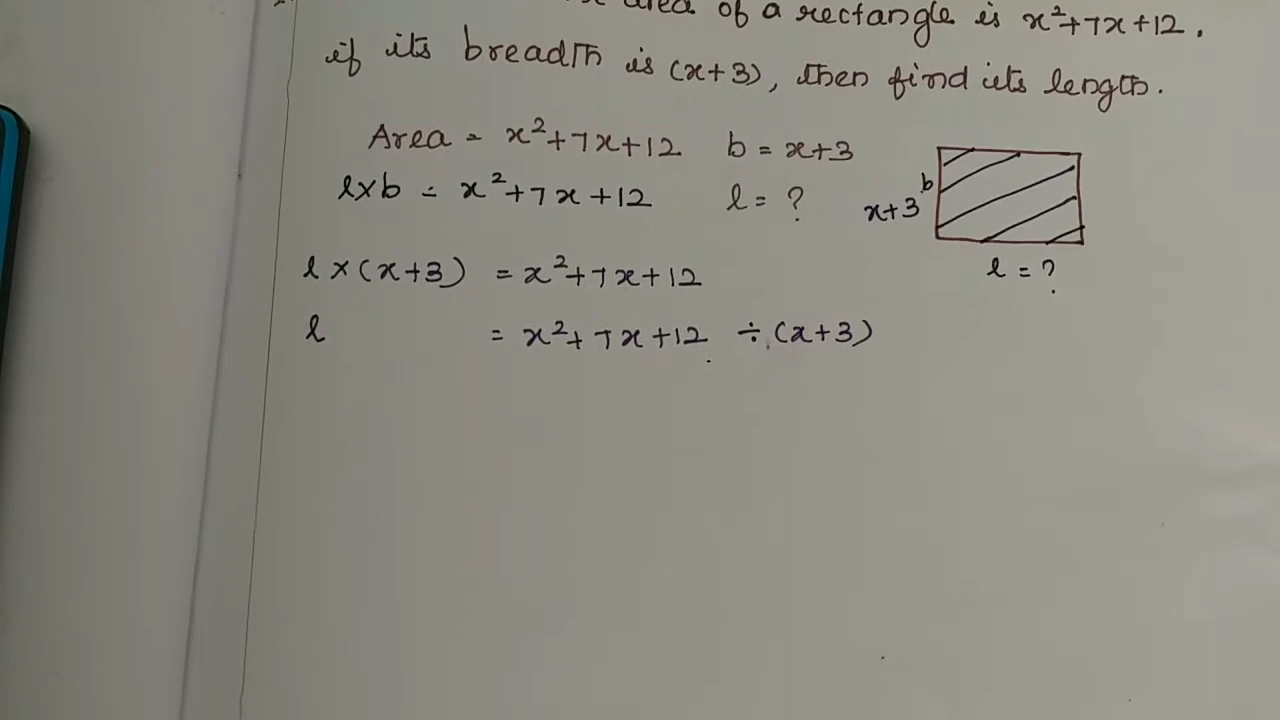 area of a rectangle is x²+7x+12.
if its breadth is (x+3), then find its length.
Area = x²+7x+12 b = x+3
l×b = x²+7x+12 l = ?
b
x+3
l = ?
l×(x+3) = x²+7x+12
l = x²+7x+12 ÷ (x+3)